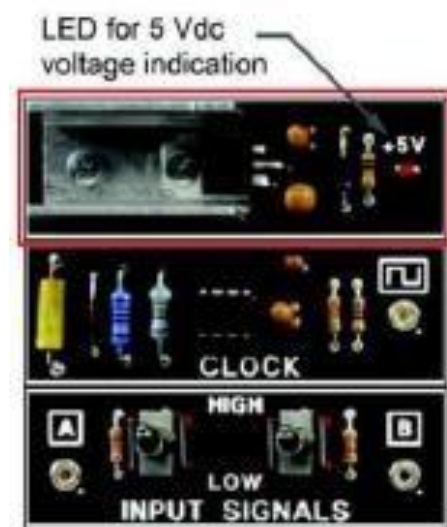 LED for 5 Vdc
voltage indication
+5V
CLOCK
HIGH
A
B
LOW
INPUT SIGNALS